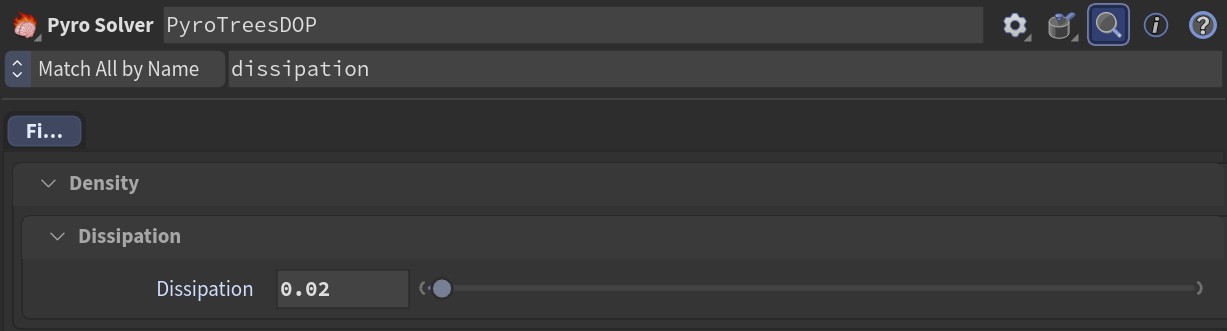 Pyro Solver PyroTreesDOP
Match All by Name dissipation
Fi...
Density
Dissipation
Dissipation 0.02